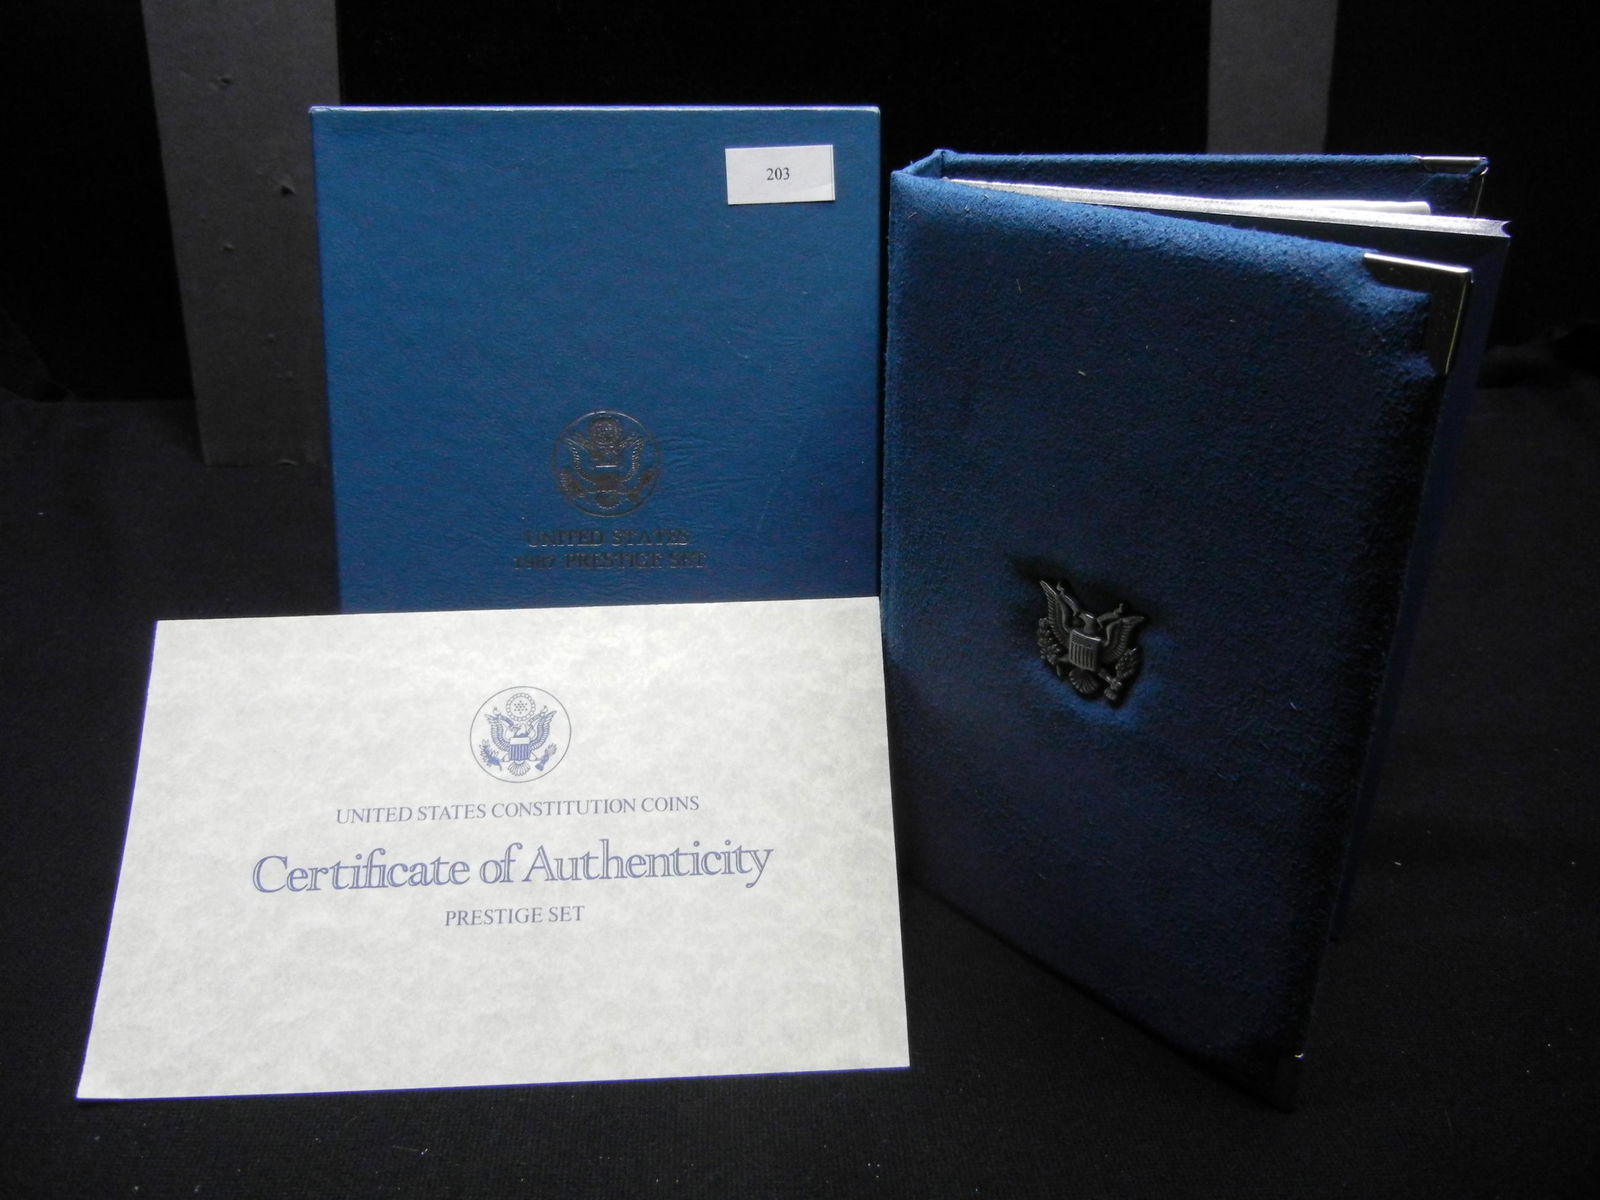 203
UNITED STATES
1987 PRESTIGE SET
UNITED STATES CONSTITUTION COINS
Certificate of Authenticity
PRESTIGE SET